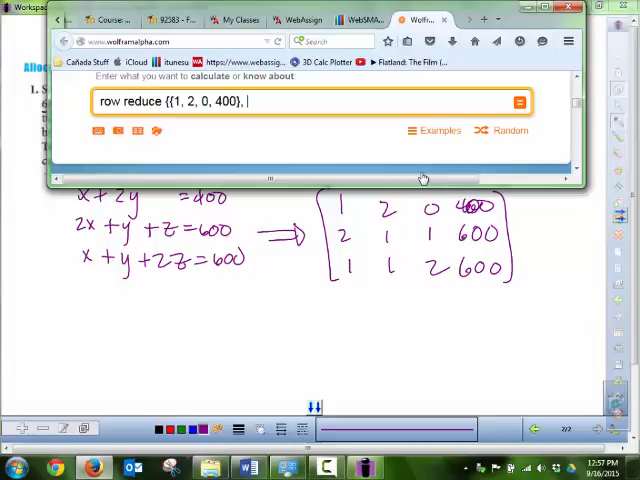 Course: ...
92583 - F...
My Classes
WebAssign
WebSMA...
Wolfr...
www.wolframalpha.com
Search
Cañada Stuff
iCloud
itunesu
https://www.webassig...
3D Calc Plotter
Flatland: The Film (...
Enter what you want to calculate or know about
row reduce {{1, 2, 0, 400},
Examples
Random
Alloc
1. S
x + 2y = 400
2x + y + z = 600
x + y + 2z = 600
1 2 0 400
2 1 1 600
1 1 2 600
2/2
12:57 PM
9/16/2015